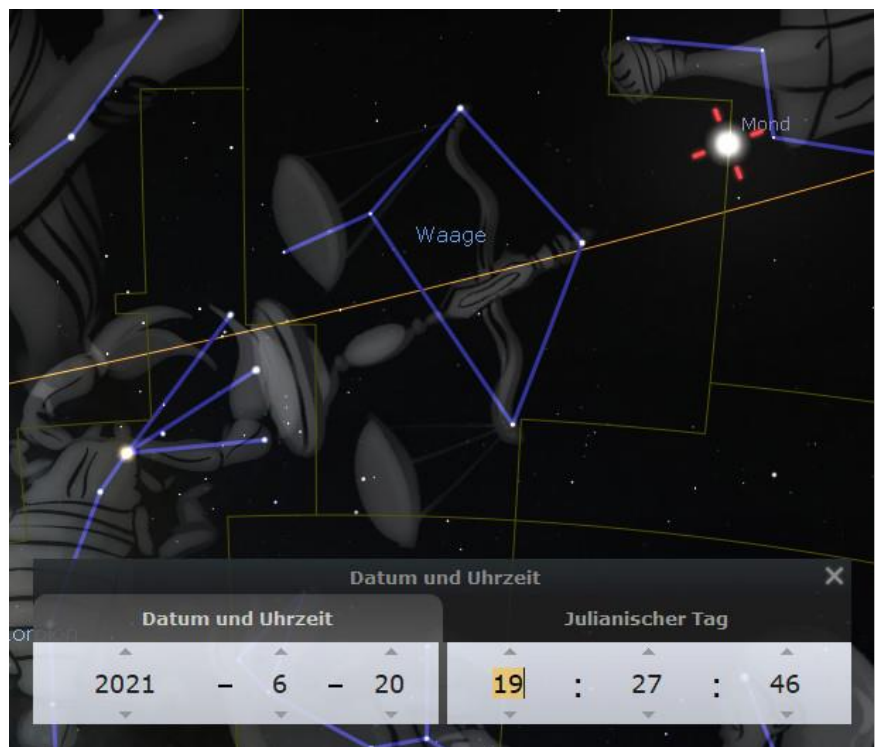 Mond
Waage
Datum und Uhrzeit
Datum und Uhrzeit Julianischer Tag
2021 – 6 – 20 19 : 27 : 46